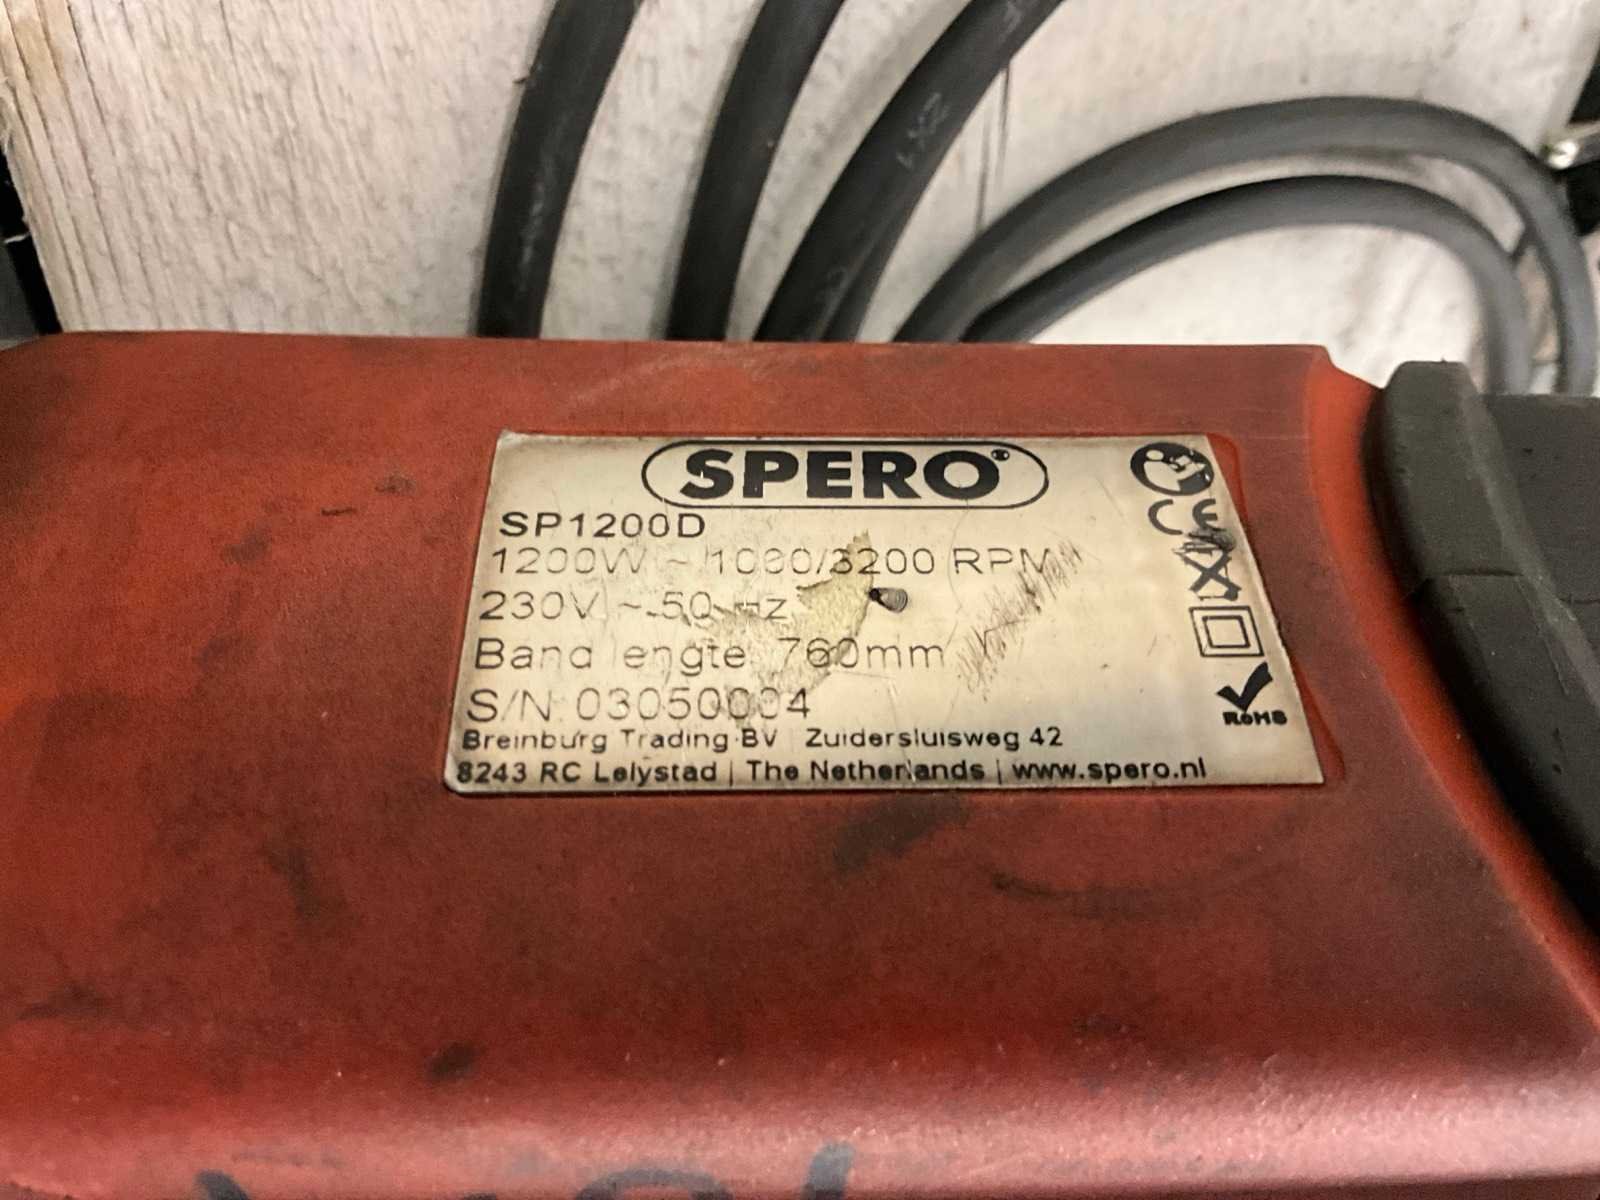 SPERO
SP1200D
1200W ~ /3200 RPM
230V ~ 50 Hz
Band lengte 760mm
S/N: 03050004
Breinburg Trading BV Zuidersluisweg 42
8243 RC Lelystad | The Netherlands | www.spero.nl
CE
RoHS